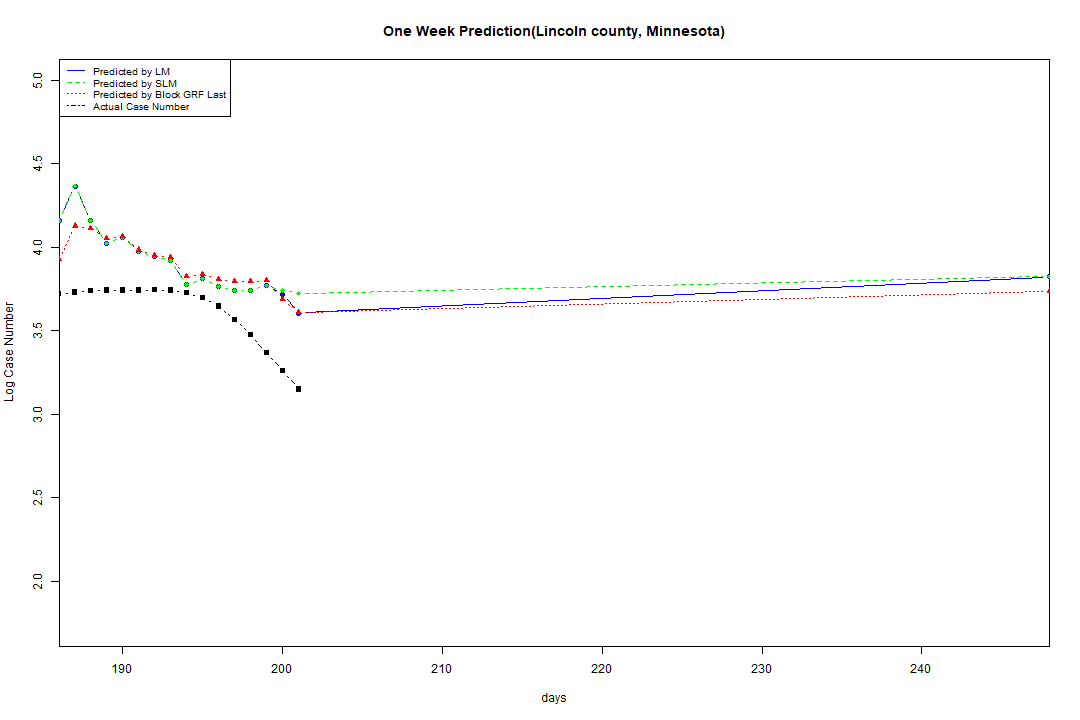 One Week Prediction(Lincoln county, Minnesota)
Predicted by LM
Predicted by SLM
Predicted by Block GRF Last
Actual Case Number
5.0
4.5
4.0
3.5
3.0
2.5
2.0
Log Case Number
190
200
210
220
230
240
days